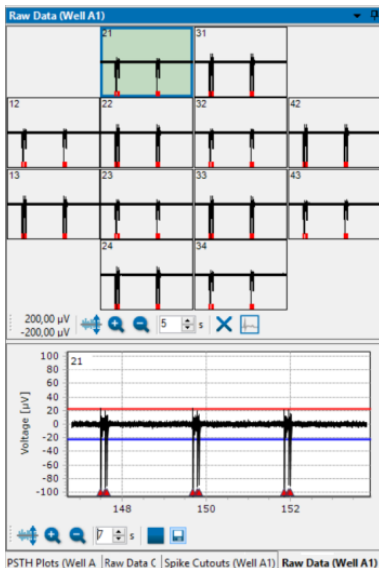 Raw Data (Well A1)
21 31
12 22 32 42
13 23 33 43
24 34
200,00 µV
-200,00 µV
5 s
100
80
60
40
20
0
-20
-40
-60
-80
-100
Voltage [µV]
21
148 150 152
7 s
PSTH Plots (Well A Raw Data ( Spike Cutouts (Well A1) Raw Data (Well A1)